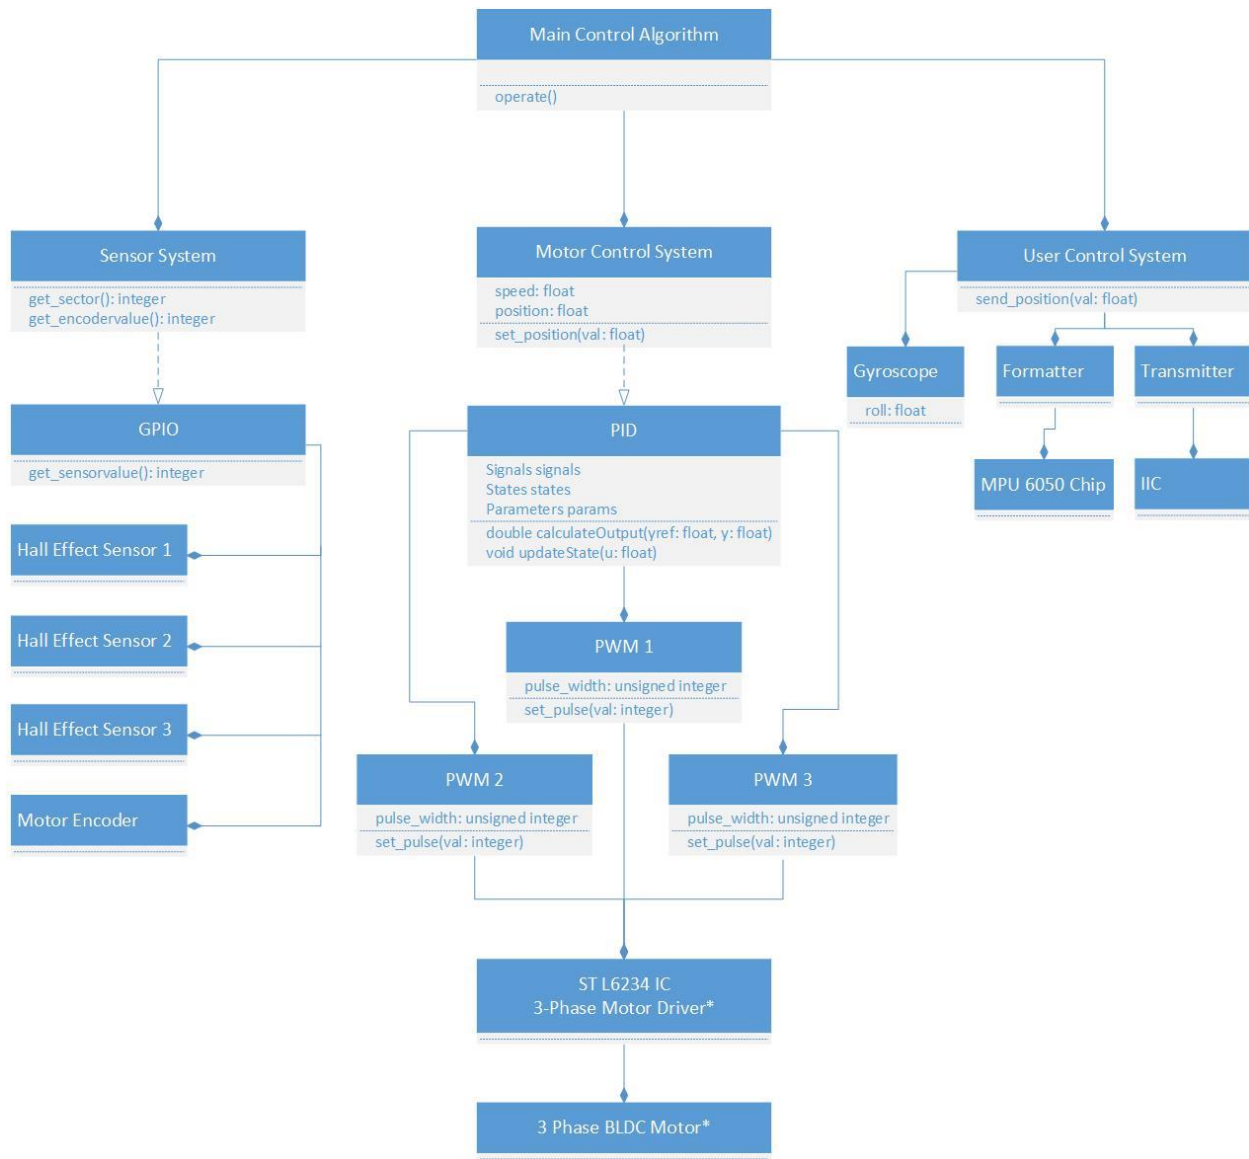 Main Control Algorithm
operate()
Sensor System
get_sector(): integer
get_encodervalue(): integer
Motor Control System
speed: float
position: float
set_position(val: float)
User Control System
send_position(val: float)
Gyroscope
roll: float
Formatter
Transmitter
MPU 6050 Chip
IIC
GPIO
get_sensorvalue(): integer
Hall Effect Sensor 1
Hall Effect Sensor 2
Hall Effect Sensor 3
Motor Encoder
PID
Signals signals
States states
Parameters params
double calculateOutput(yref: float, y: float)
void updateState(u: float)
PWM 1
pulse_width: unsigned integer
set_pulse(val: integer)
PWM 2
pulse_width: unsigned integer
set_pulse(val: integer)
PWM 3
pulse_width: unsigned integer
set_pulse(val: integer)
ST L6234 IC
3-Phase Motor Driver*
3 Phase BLDC Motor*